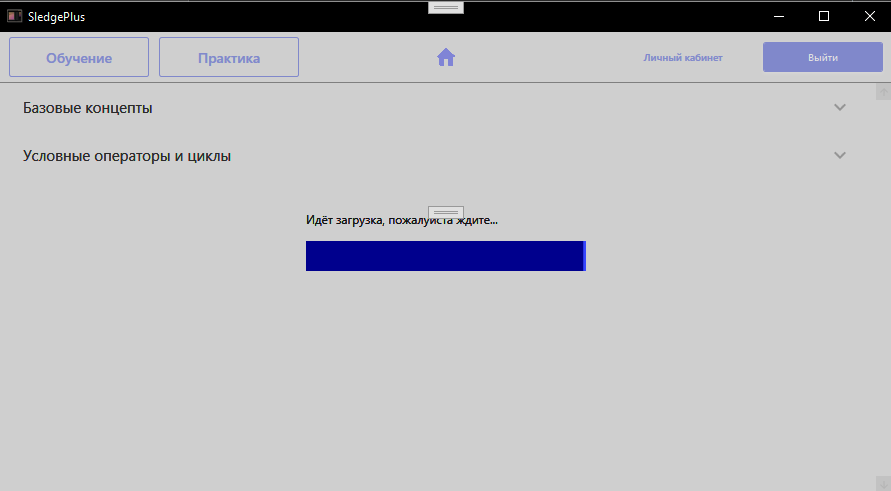 SledgePlus
Обучение
Практика
Личный кабинет
Выйти
Базовые концепты
Условные операторы и циклы
Идёт загрузка, пожалуйста ждите...